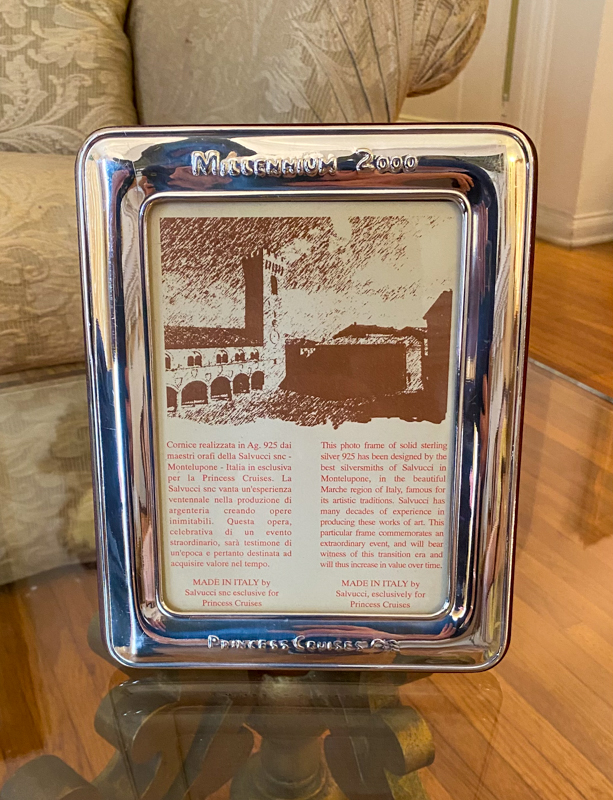 MILLENNIUM 2000
Cornice realizzata in Ag. 925 dai
maestri orafi della Salvucci snc -
Montelupone - Italia in esclusiva
per la Princess Cruises. La
Salvucci snc vanta un'esperienza
ventennale nella produzione di
argenteria creando opere
inimitabili. Questa opera,
celebrativa di un evento
straordinario, sarà testimone di
un'epoca e pertanto destinata ad
acquisire valore nel tempo.
MADE IN ITALY by
Salvucci snc esclusive for
Princess Cruises
This photo frame of solid sterling
silver 925 has been designed by the
best silversmiths of Salvucci in
Montelupone, in the beautiful
Marche region of Italy, famous for
its artistic traditions. Salvucci has
many decades of experience in
producing these works of art. This
particular frame commemorates an
extraordinary event, and will bear
witness of this transition era and
will thus increase in value over time.
MADE IN ITALY by
Salvucci, esclusively for
Princess Cruises
PRINCESS CRUISES